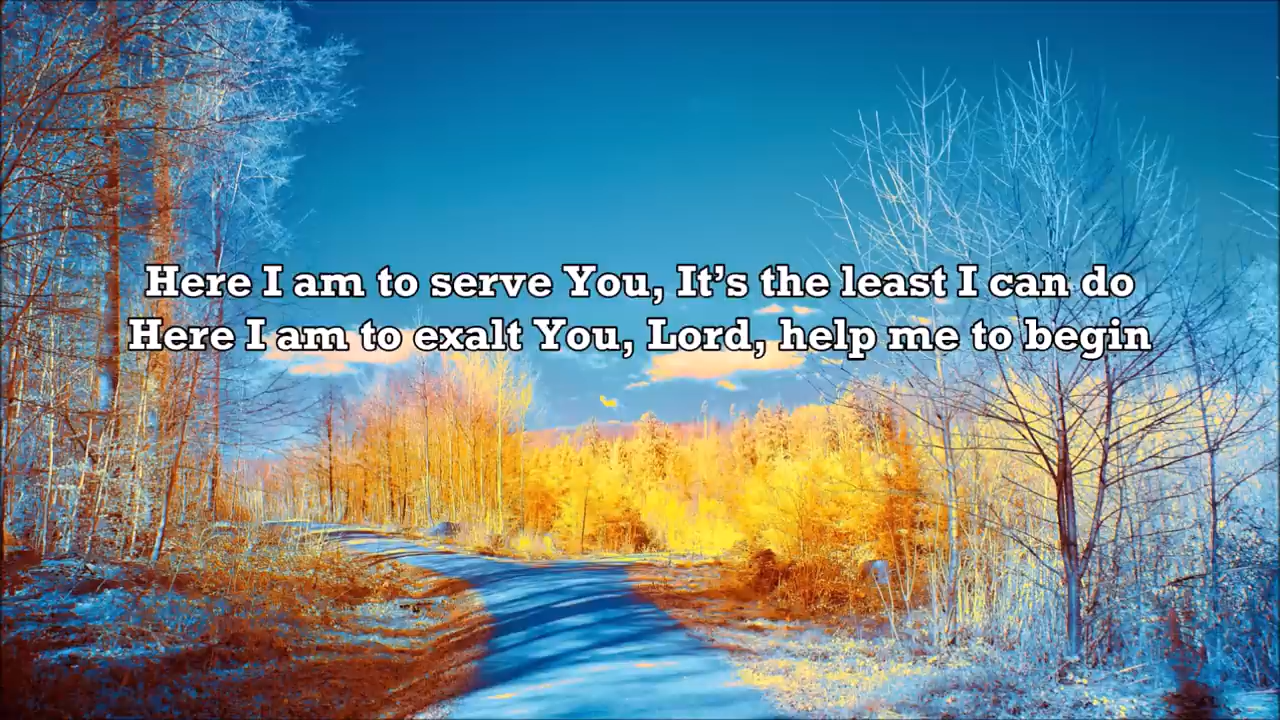 Here I am to serve You, It’s the least I can do
Here I am to exalt You, Lord, help me to begin